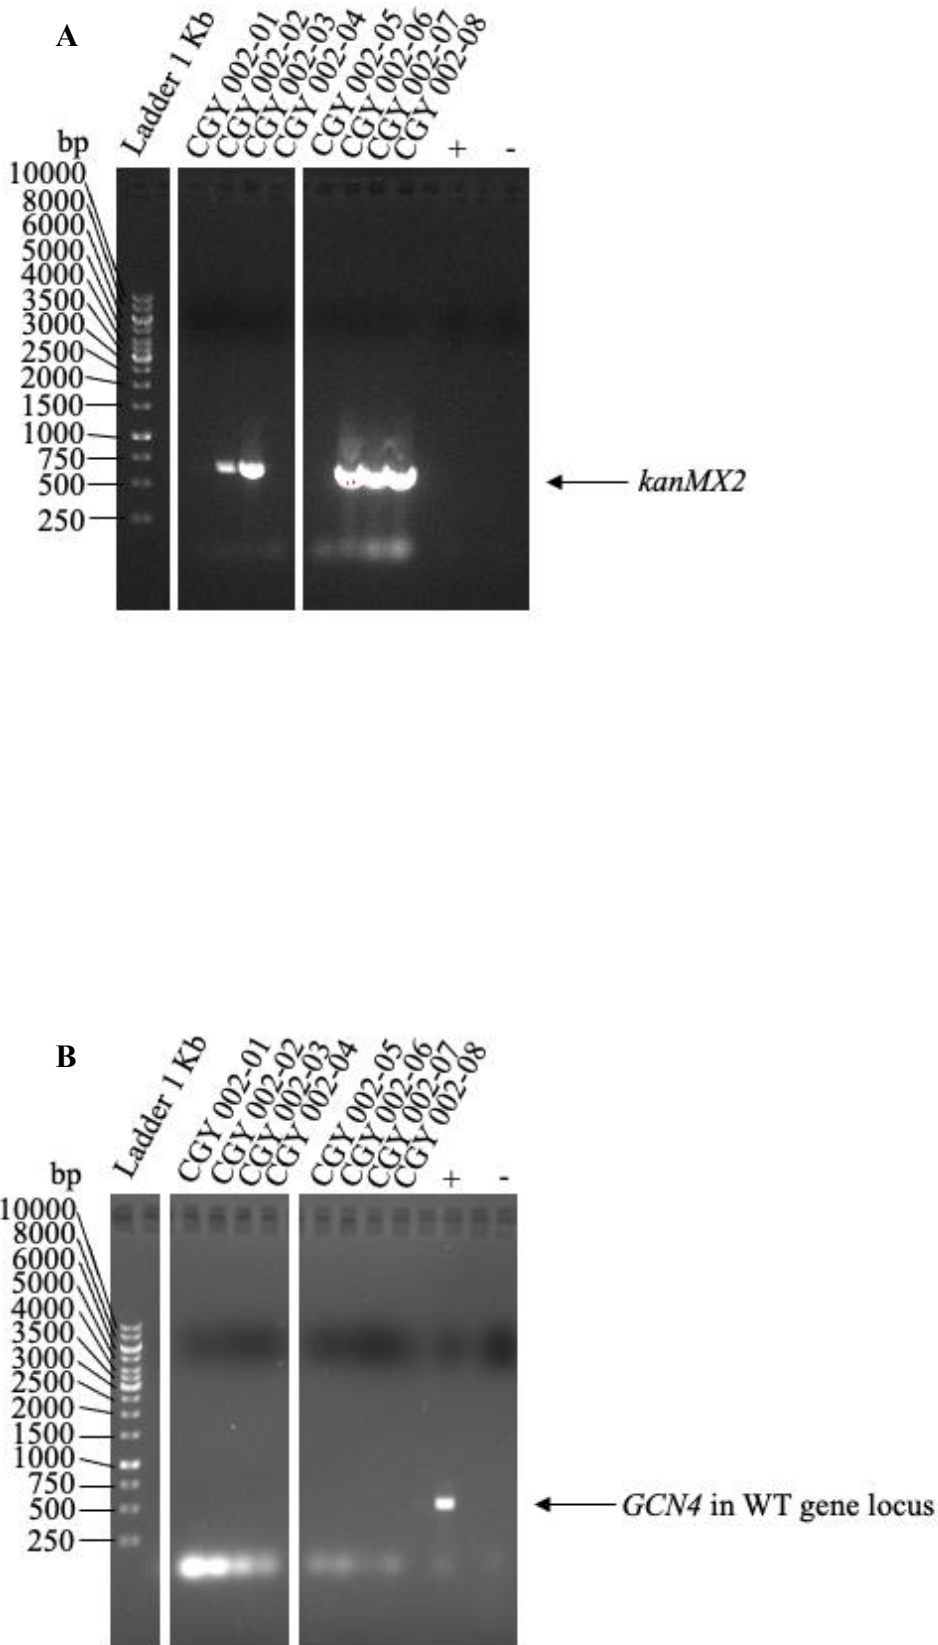 A
Ladder 1 Kb
CGY 002-01
CGY 002-02
CGY 002-03
CGY 002-04
CGY 002-05
CGY 002-06
CGY 002-07
CGY 002-08
+
-
bp
10000
8000
6000
5000
4000
3500
3000
2500
2000
1500
1000
750
500
250
kanMX2
B
Ladder 1 Kb
CGY 002-01
CGY 002-02
CGY 002-03
CGY 002-04
CGY 002-05
CGY 002-06
CGY 002-07
CGY 002-08
+
-
bp
10000
8000
6000
5000
4000
3500
3000
2500
2000
1500
1000
750
500
250
GCN4 in WT gene locus